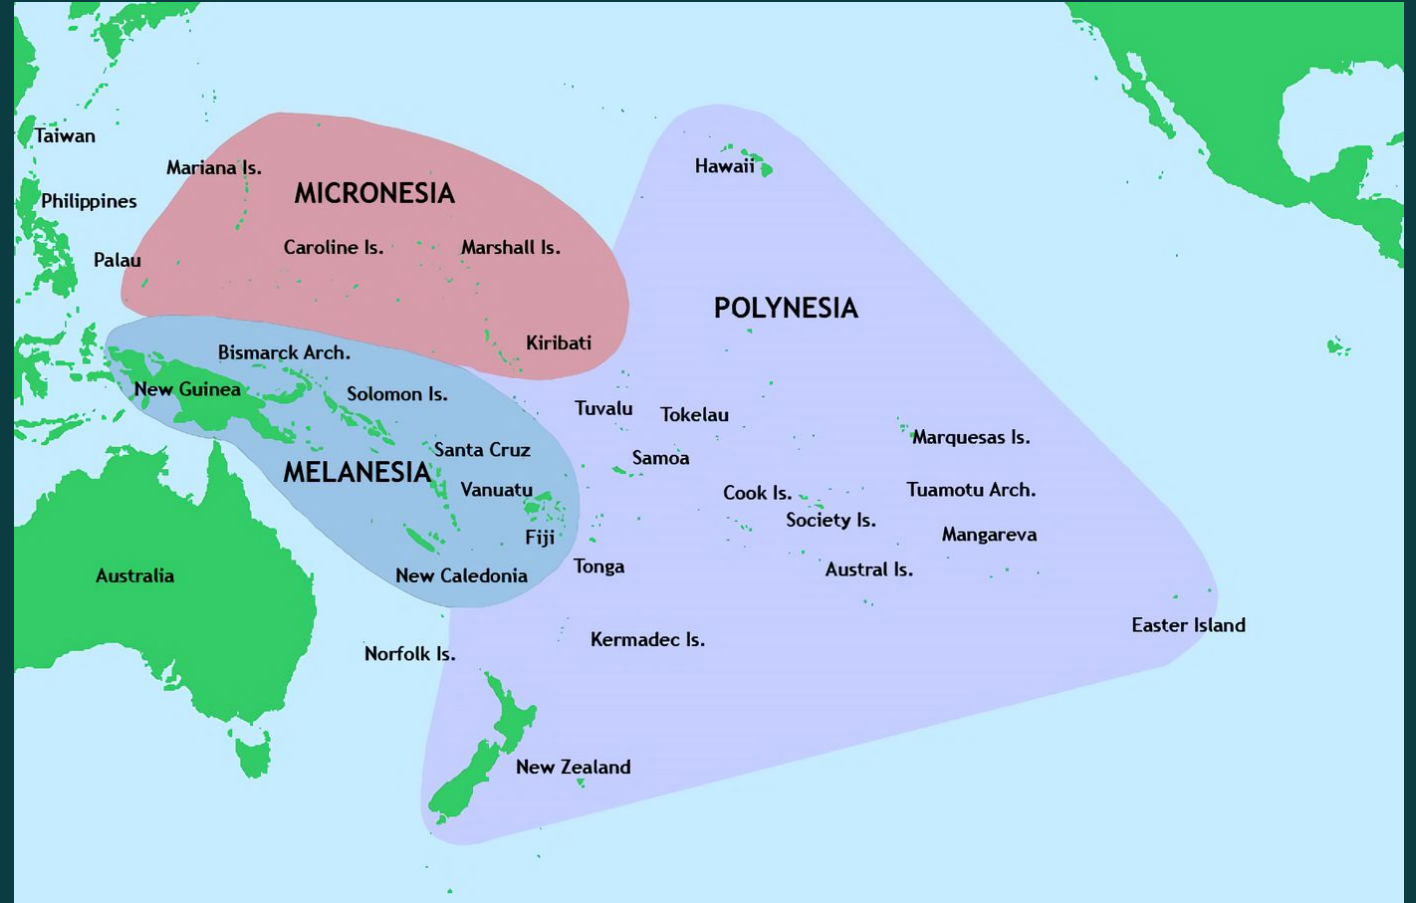 Taiwan
Mariana Is.
Hawaii
MICRONESIA
Philippines
Caroline Is.
Marshall Is.
Palau
POLYNESIA
Kiribati
Bismarck Arch.
New Guinea
Solomon Is.
Tuvalu
Tokelau
Marquesas Is.
Santa Cruz
Samoa
MELANESIA
Vanuatu
Cook Is.
Tuamotu Arch.
Society Is.
Fiji
Mangareva
Tonga
Austral Is.
Australia
New Caledonia
Easter Island
Kermadec Is.
Norfolk Is.
New Zealand